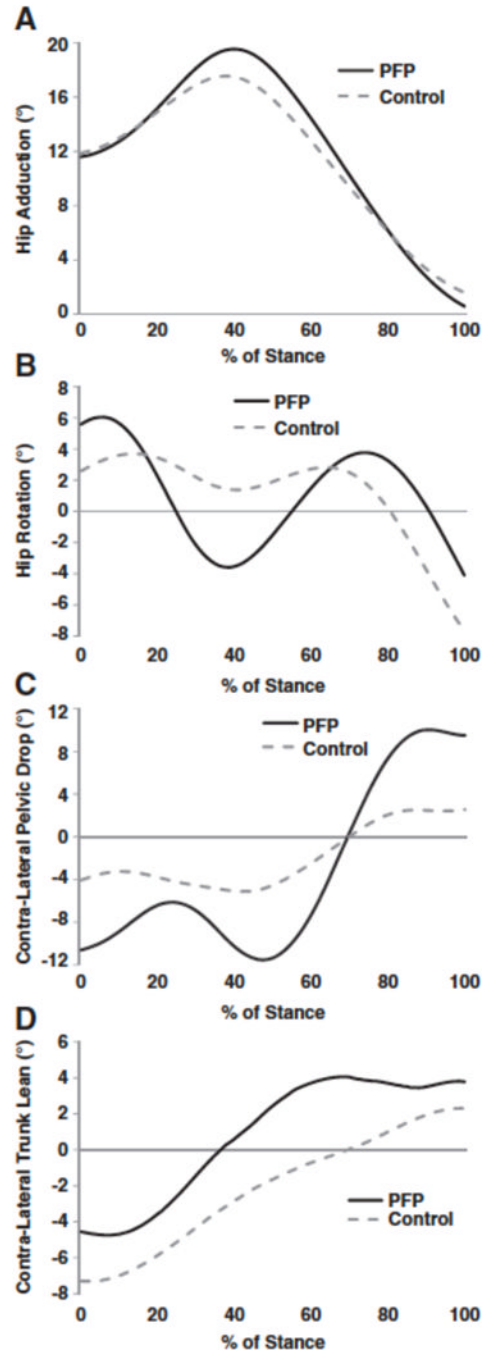 A
Hip Adduction (°)
20
16
12
8
4
0
PFP
Control
0 20 40 60 80 100
% of Stance
B
Hip Rotation (°)
8
6
4
2
0
-2
-4
-6
-8
PFP
Control
0 20 40 60 80 100
% of Stance
C
Contra-Lateral Pelvic Drop (°)
12
8
4
0
-4
-8
-12
PFP
Control
0 20 40 60 80 100
% of Stance
D
Contra-Lateral Trunk Lean (°)
6
4
2
0
-2
-4
-6
-8
PFP
Control
0 20 40 60 80 100
% of Stance